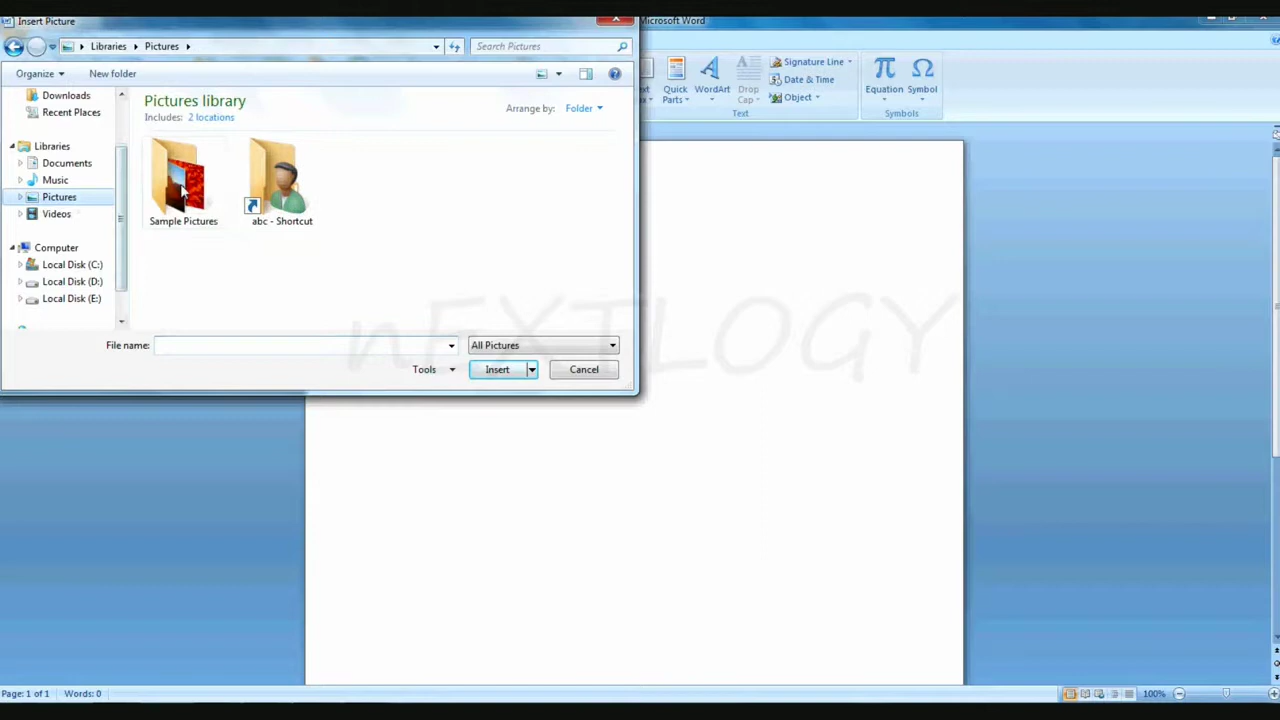 Insert Picture
Microsoft Word
Libraries
Pictures
Search Pictures
Organize
New folder
Signature Line
Date & Time
Object
Quick
Parts
WordArt
Drop
Cap
Equation
Symbol
Text
Symbols
Downloads
Recent Places
Libraries
Documents
Music
Pictures
Videos
Computer
Local Disk (C:)
Local Disk (D:)
Local Disk (E:)
Pictures library
Includes: 2 locations
Arrange by: Folder
Sample Pictures
abc - Shortcut
nEXTLOGY
File name:
All Pictures
Tools
Insert
Cancel
Page: 1 of 1
Words: 0
100%